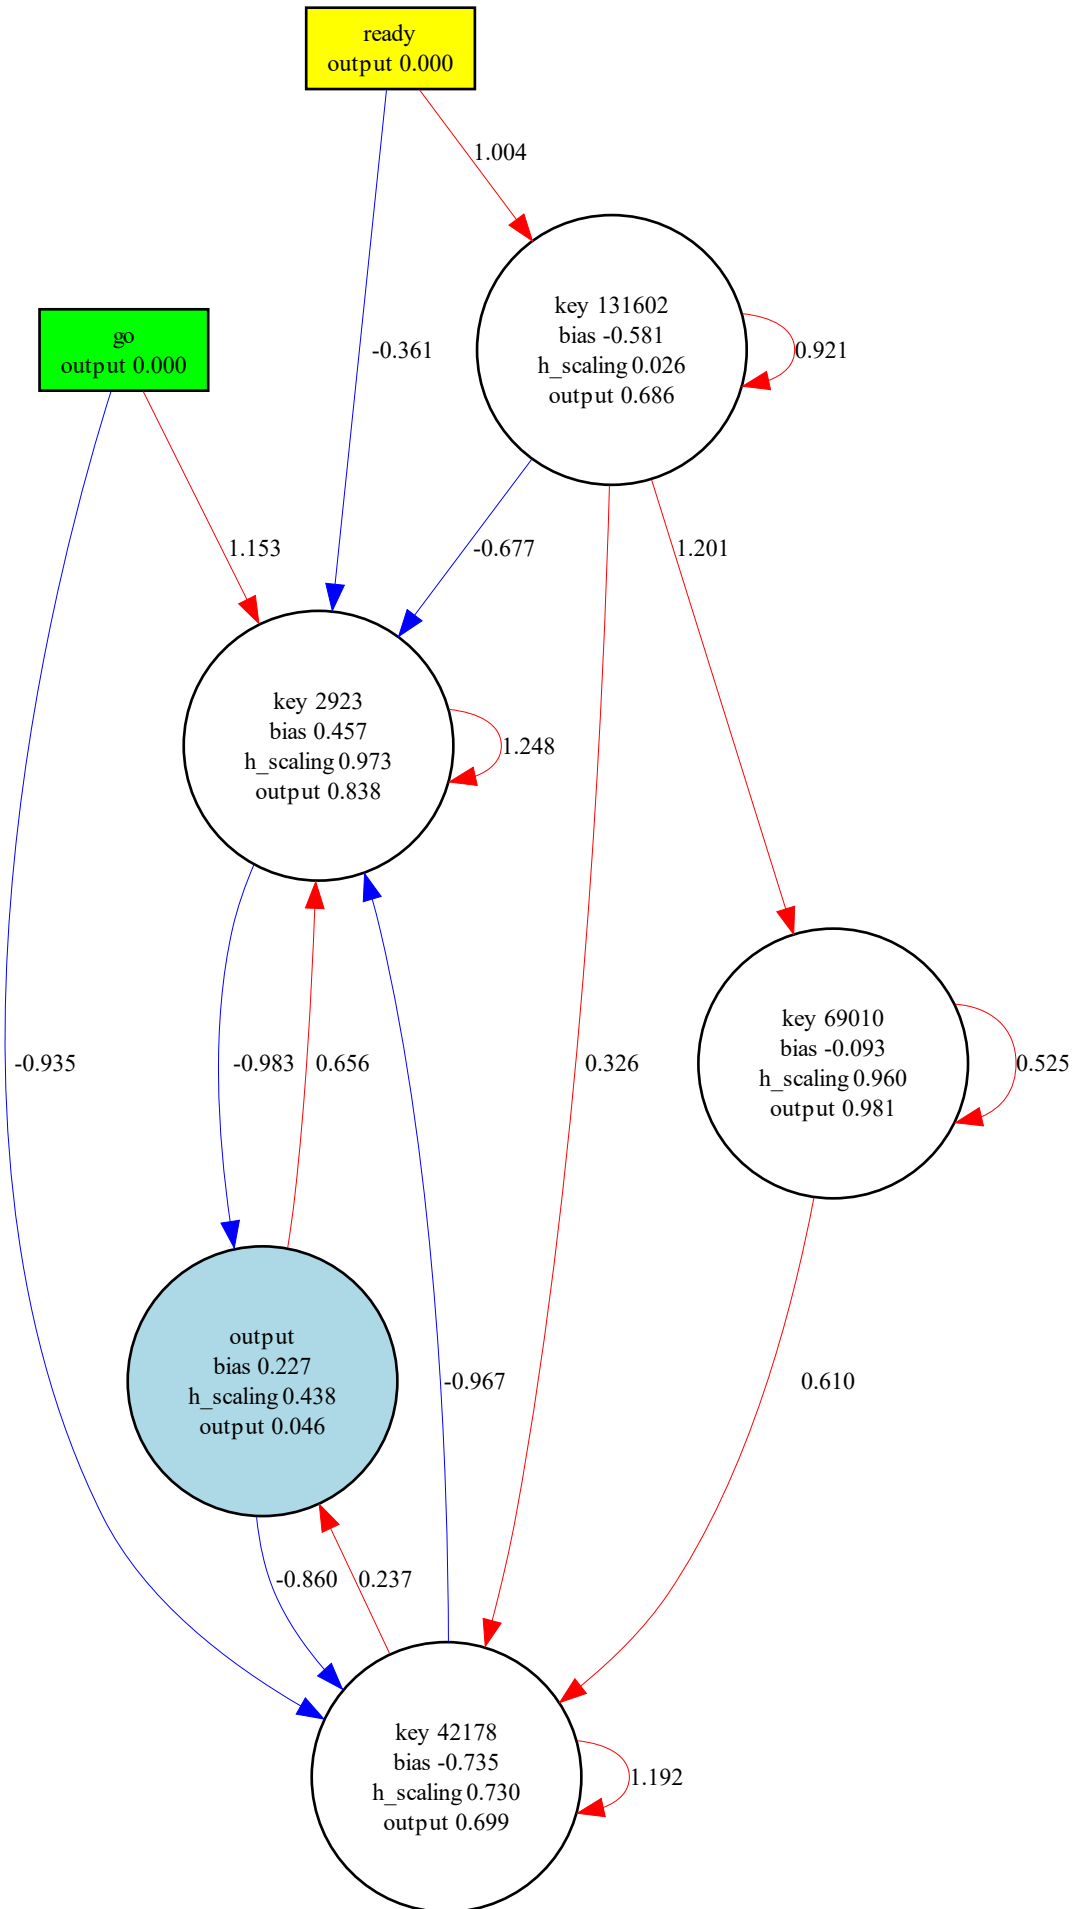 ready
output 0.000
1.004
key 131602
bias -0.581
h_scaling 0.026
output 0.686
0.921
go
output 0.000
-0.361
1.153
-0.677
1.201
key 2923
bias 0.457
h_scaling 0.973
output 0.838
1.248
key 69010
bias -0.093
h_scaling 0.960
output 0.981
0.525
-0.935
-0.983
0.656
0.326
output
bias 0.227
h_scaling 0.438
output 0.046
-0.967
0.610
-0.860
0.237
key 42178
bias -0.735
h_scaling 0.730
output 0.699
1.192